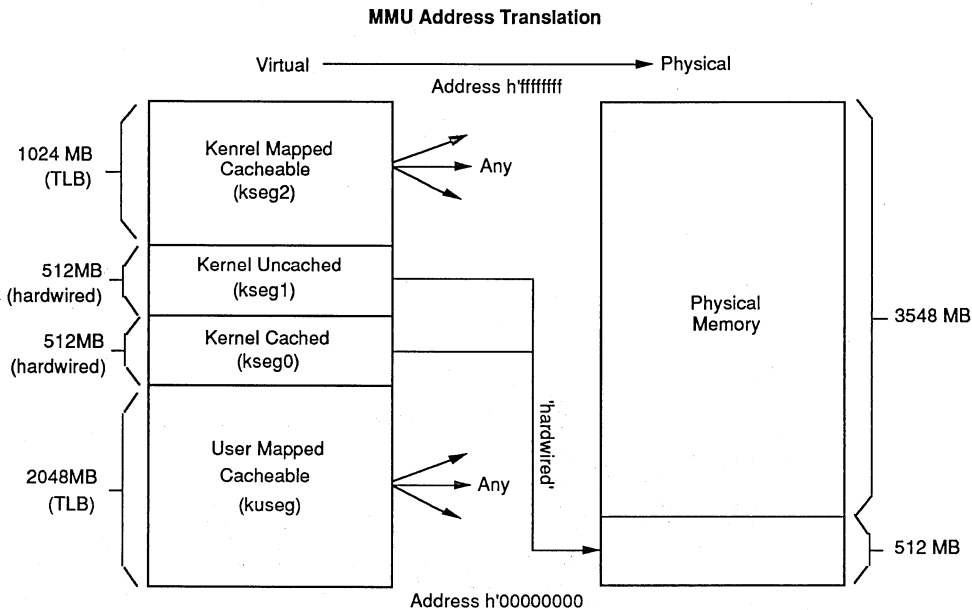 MMU Address Translation
Virtual
Physical
Address h'ffffffff
1024 MB
(TLB)
Kenrel Mapped
Cacheable
(kseg2)
Any
512MB
(hardwired)
Kernel Uncached
(kseg1)
512MB
(hardwired)
Kernel Cached
(kseg0)
Physical
Memory
3548 MB
'hardwired'
2048MB
(TLB)
User Mapped
Cacheable
(kuseg)
Any
512 MB
Address h'00000000